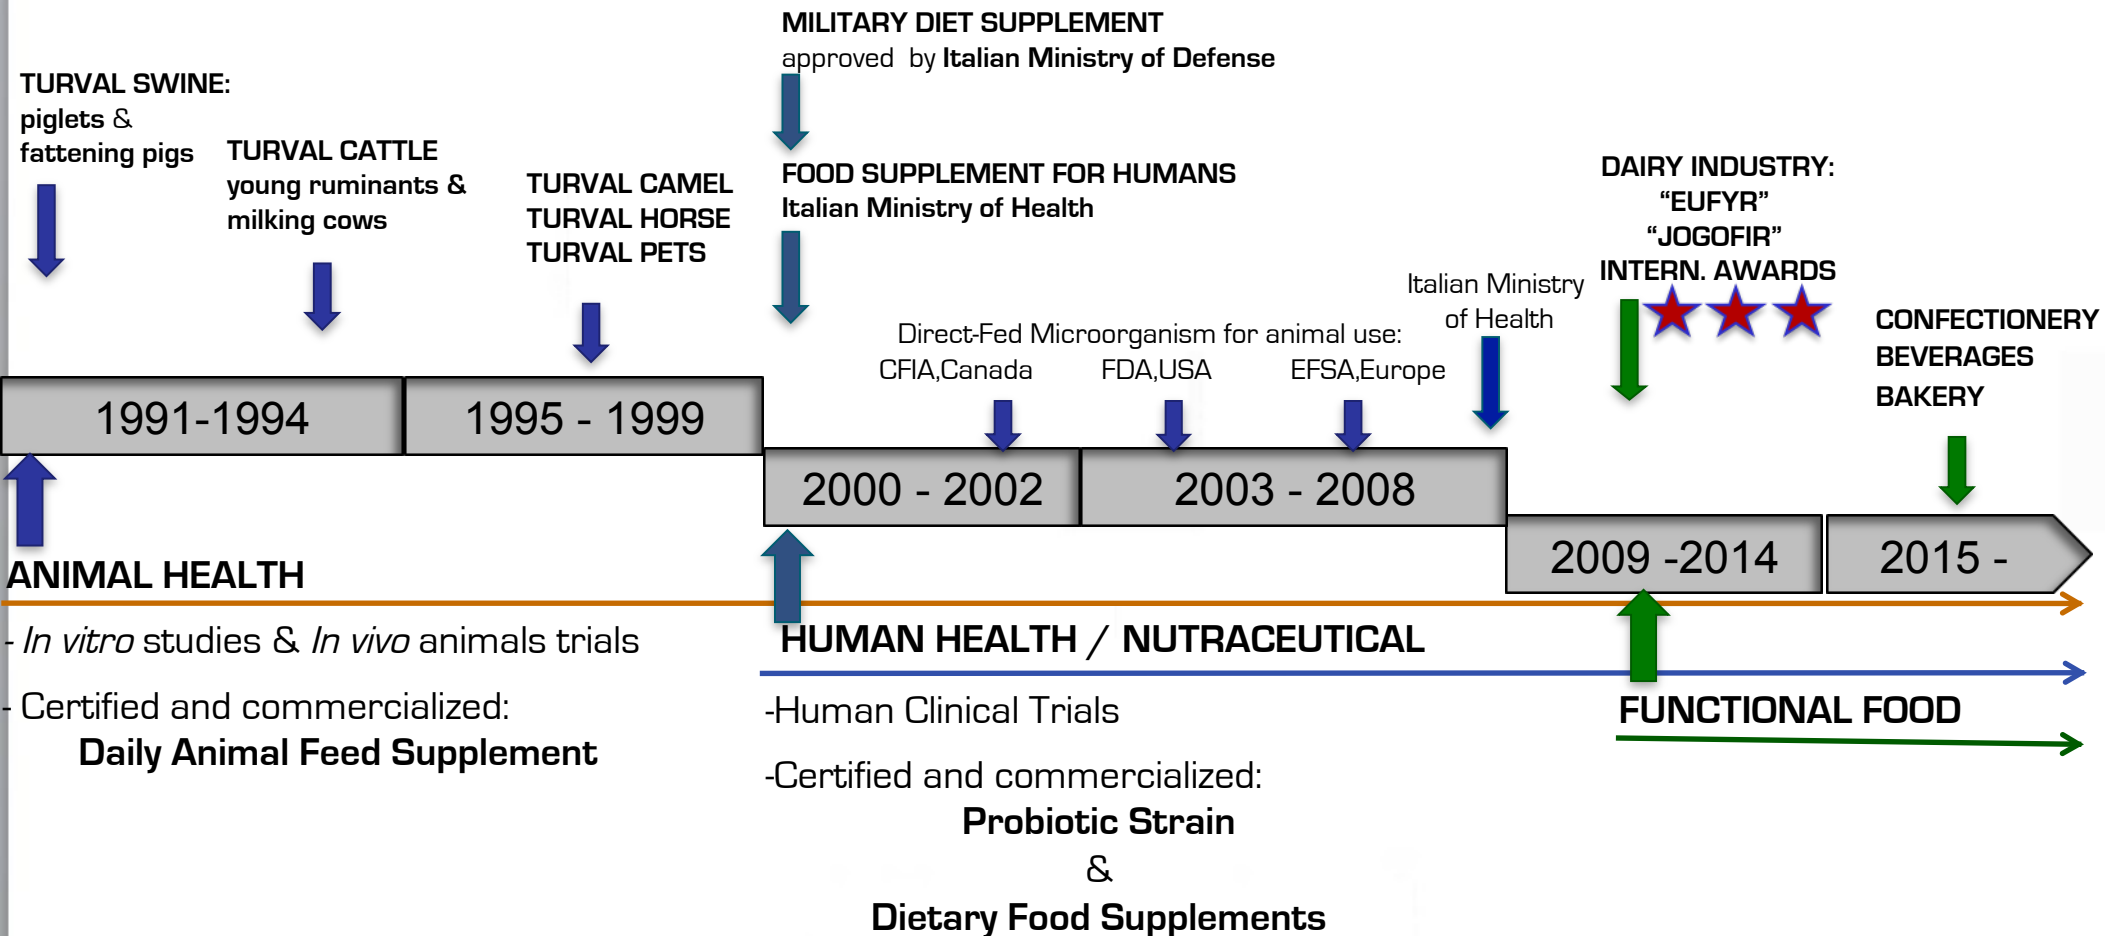 MILITARY DIET SUPPLEMENT
approved by Italian Ministry of Defense
TURVAL SWINE:
piglets &
fattening pigs
TURVAL CATTLE
young ruminants &
milking cows
TURVAL CAMEL
TURVAL HORSE
TURVAL PETS
FOOD SUPPLEMENT FOR HUMANS
Italian Ministry of Health
Direct-Fed Microorganism for animal use:
CFIA,Canada FDA,USA EFSA,Europe
Italian Ministry
of Health
DAIRY INDUSTRY:
“EUFYR”
“JOGOFIR”
INTERN. AWARDS
CONFECTIONERY
BEVERAGES
BAKERY
1991-1994
1995 - 1999
2000 - 2002
2003 - 2008
2009 -2014
2015 -
ANIMAL HEALTH
- In vitro studies & In vivo animals trials
- Certified and commercialized:
Daily Animal Feed Supplement
HUMAN HEALTH / NUTRACEUTICAL
-Human Clinical Trials
-Certified and commercialized:
Probiotic Strain
&
Dietary Food Supplements
FUNCTIONAL FOOD